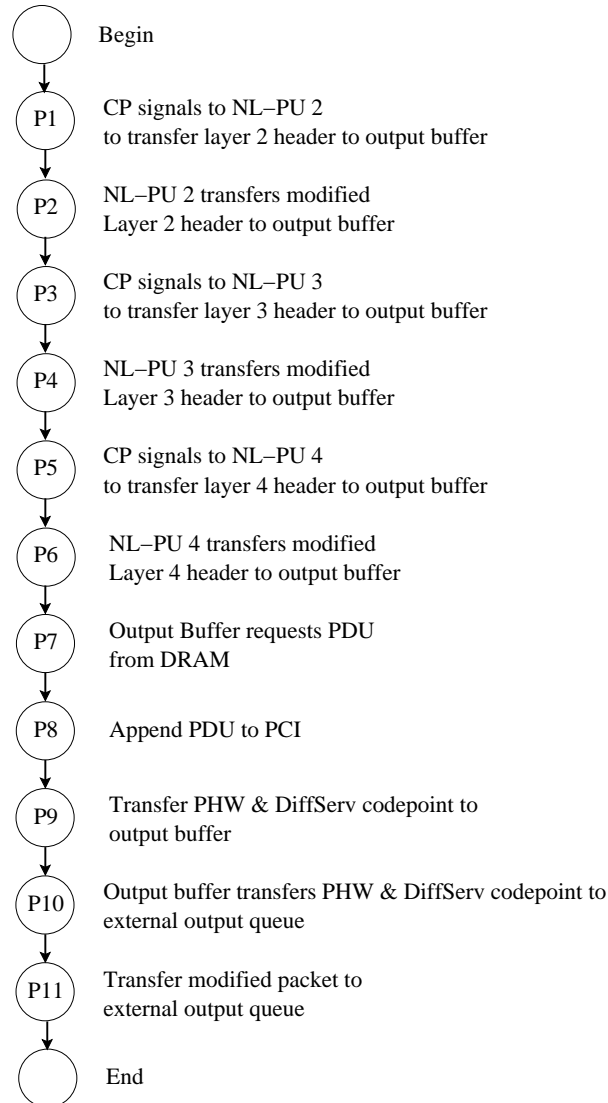 Begin
P1
CP signals to NL−PU 2
to transfer layer 2 header to output buffer
P2
NL−PU 2 transfers modified
Layer 2 header to output buffer
P3
CP signals to NL−PU 3
to transfer layer 3 header to output buffer
P4
NL−PU 3 transfers modified
Layer 3 header to output buffer
P5
CP signals to NL−PU 4
to transfer layer 4 header to output buffer
P6
NL−PU 4 transfers modified
Layer 4 header to output buffer
P7
Output Buffer requests PDU
from DRAM
P8
Append PDU to PCI
P9
Transfer PHW & DiffServ codepoint to
output buffer
P10
Output buffer transfers PHW & DiffServ codepoint to
external output queue
P11
Transfer modified packet to
external output queue
End